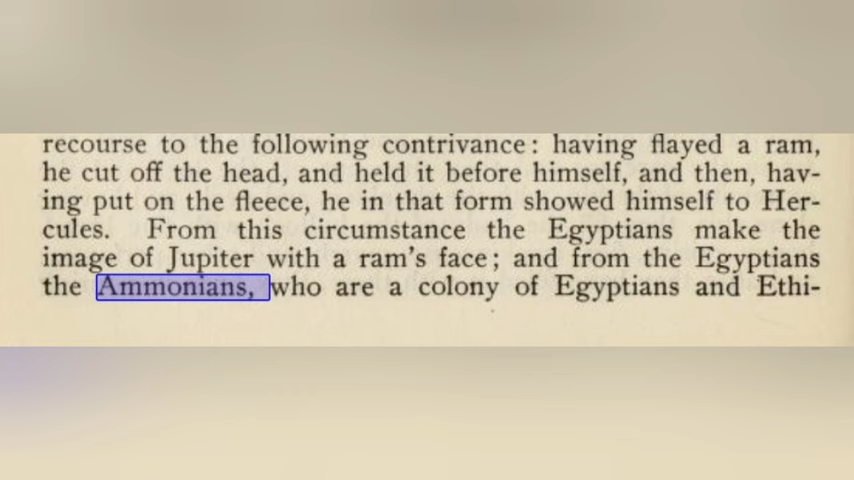 recourse to the following contrivance: having flayed a ram,
he cut off the head, and held it before himself, and then, hav-
ing put on the fleece, he in that form showed himself to Her-
cules. From this circumstance the Egyptians make the
image of Jupiter with a ram's face; and from the Egyptians
the Ammonians, who are a colony of Egyptians and Ethi-